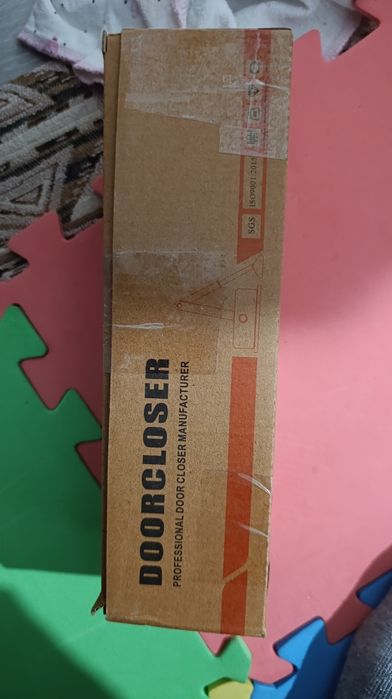 DOORCLOSER
PROFESSIONAL DOOR CLOSER MANUFACTURER
SGS ISO9001:2015